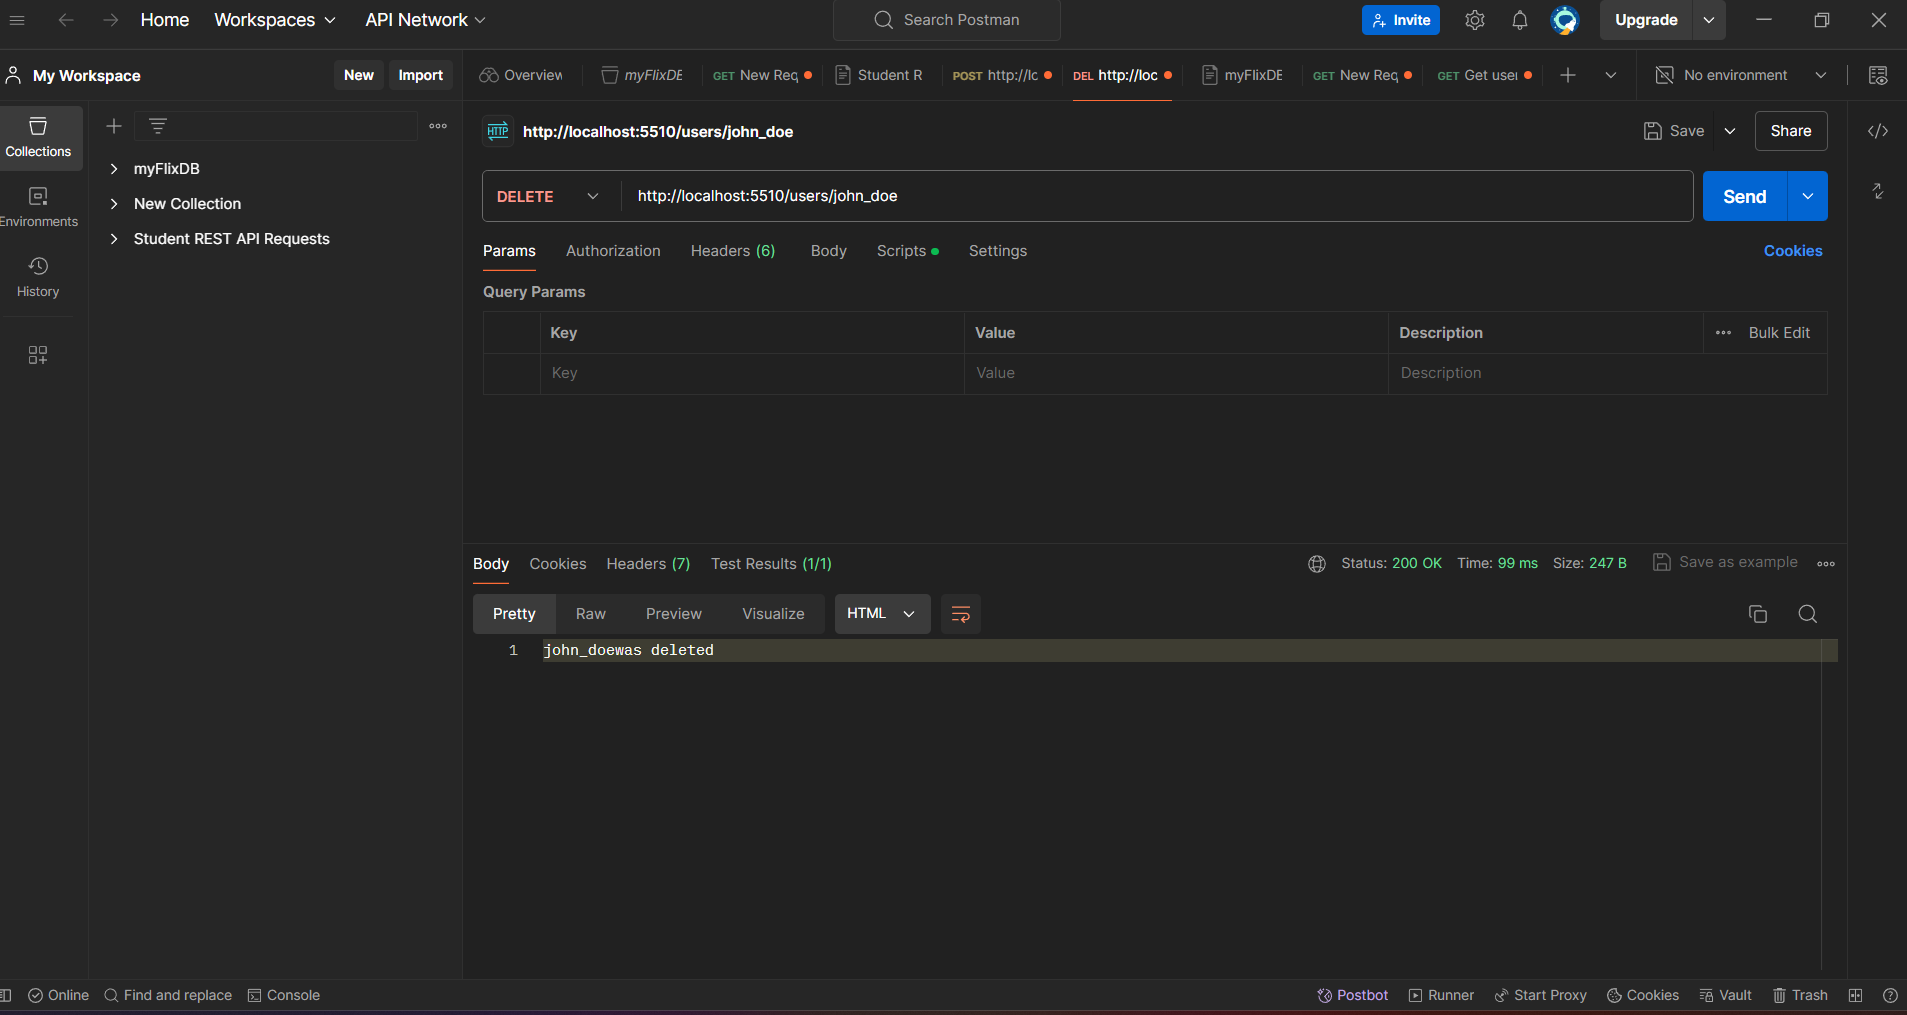 Home Workspaces API Network Search Postman Invite Upgrade
My Workspace New Import Overview myFlixDB GET New Req Student R POST http://lc DEL http://loc myFlixDB GET New Req GET Get user No environment
Collections
Environments
History
myFlixDB
New Collection
Student REST API Requests
HTTP http://localhost:5510/users/john_doe Save Share
DELETE http://localhost:5510/users/john_doe Send
Params Authorization Headers (6) Body Scripts Settings Cookies
Query Params
Key Value Description Bulk Edit
Key Value Description
Body Cookies Headers (7) Test Results (1/1) Status: 200 OK Time: 99 ms Size: 247 B Save as example
Pretty Raw Preview Visualize HTML
1 john_doewas deleted
Online Find and replace Console Postbot Runner Start Proxy Cookies Vault Trash